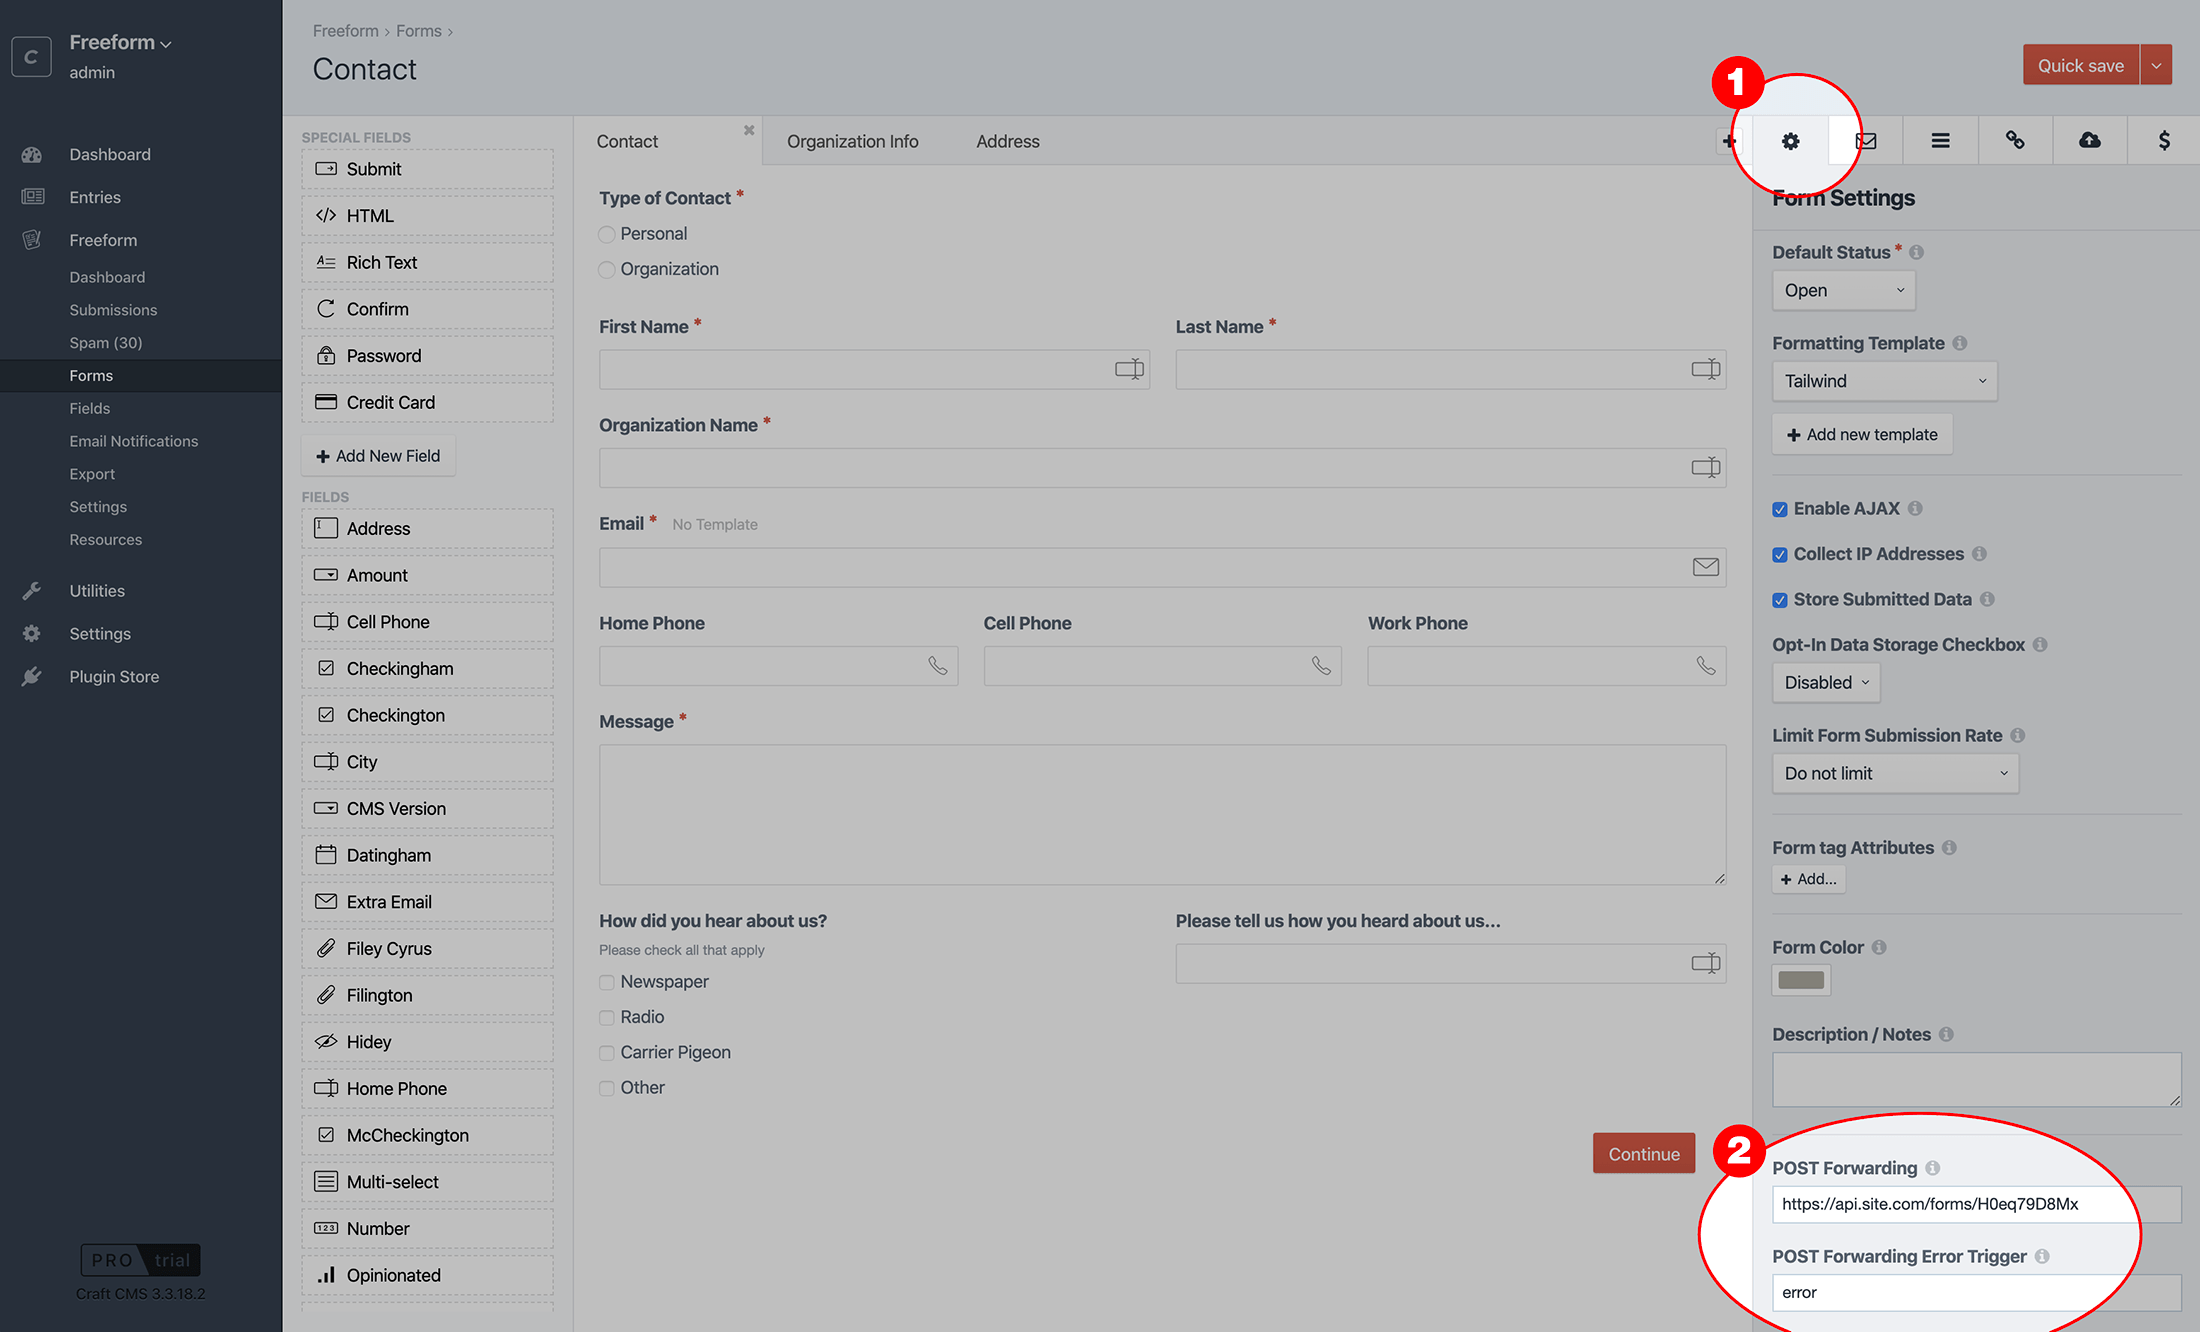 C
Freeform
admin
Dashboard
Entries
Freeform
Dashboard
Submissions
Spam (30)
Forms
Fields
Email Notifications
Export
Settings
Resources
Utilities
Settings
Plugin Store
PRO trial
Craft CMS 3.3.18.2
Freeform › Forms ›
Contact
Quick save
SPECIAL FIELDS
Submit
HTML
Rich Text
Confirm
Password
Credit Card
+ Add New Field
FIELDS
Address
Amount
Cell Phone
Checkingham
Checkington
City
CMS Version
Datingham
Extra Email
Filey Cyrus
Filington
Hidey
Home Phone
McCheckington
Multi-select
123 Number
Opinionated
Contact
Organization Info
Address
Type of Contact *
Personal
Organization
First Name *
Last Name *
Organization Name *
Email * No Template
Home Phone
Cell Phone
Work Phone
Message *
How did you hear about us?
Please check all that apply
Newspaper
Radio
Carrier Pigeon
Other
Please tell us how you heard about us...
Continue
1
$
Form Settings
Default Status *
Open
Formatting Template
Tailwind
+ Add new template
Enable AJAX
Collect IP Addresses
Store Submitted Data
Opt-In Data Storage Checkbox
Disabled
Limit Form Submission Rate
Do not limit
Form tag Attributes
+ Add...
Form Color
Description / Notes
2
POST Forwarding
https://api.site.com/forms/H0eq79D8Mx
POST Forwarding Error Trigger
error